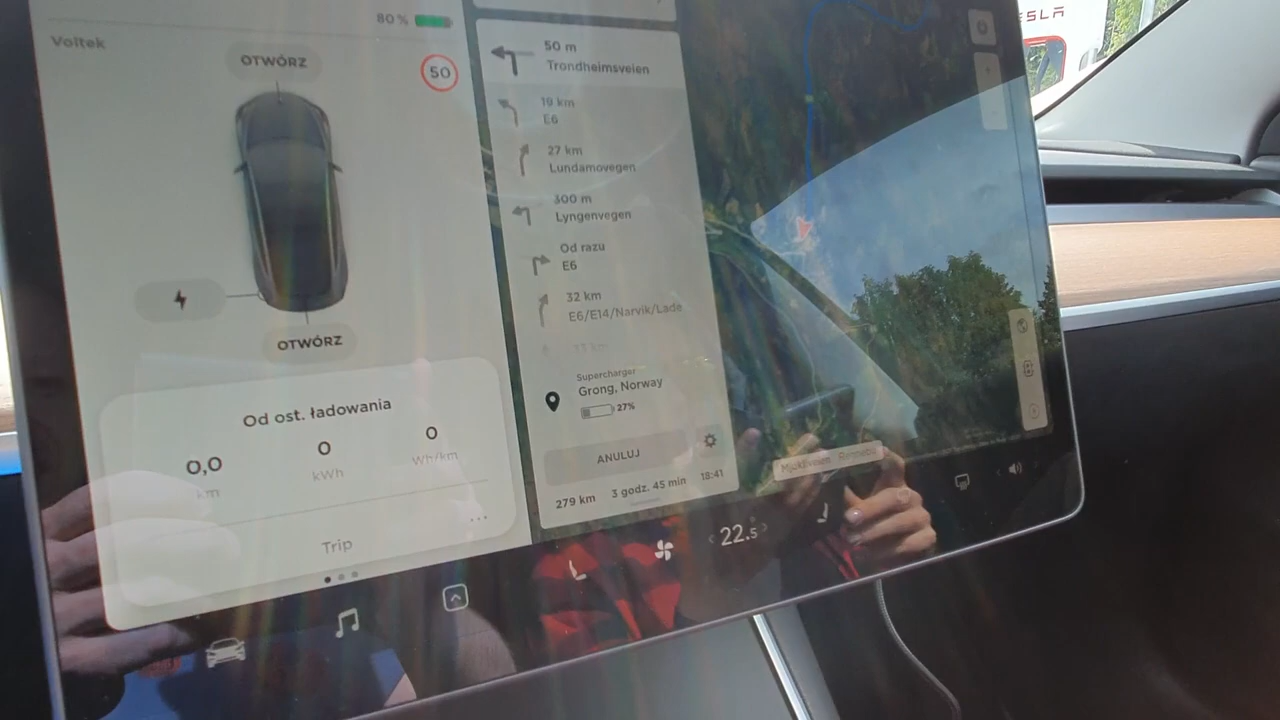 80 %
Voltek
OTWÓRZ
50
OTWÓRZ
Od ost. ładowania
0,0
km
0
kWh
0
Wh/km
Trip
50 m
Trondheimsveien
19 km
E6
27 km
Lundamovegen
300 m
Lyngenvegen
Od razu
E6
32 km
E6/E14/Narvik/Lade
Supercharger
Grong, Norway
27%
ANULUJ
279 km
3 godz. 45 min
18:41
22.5